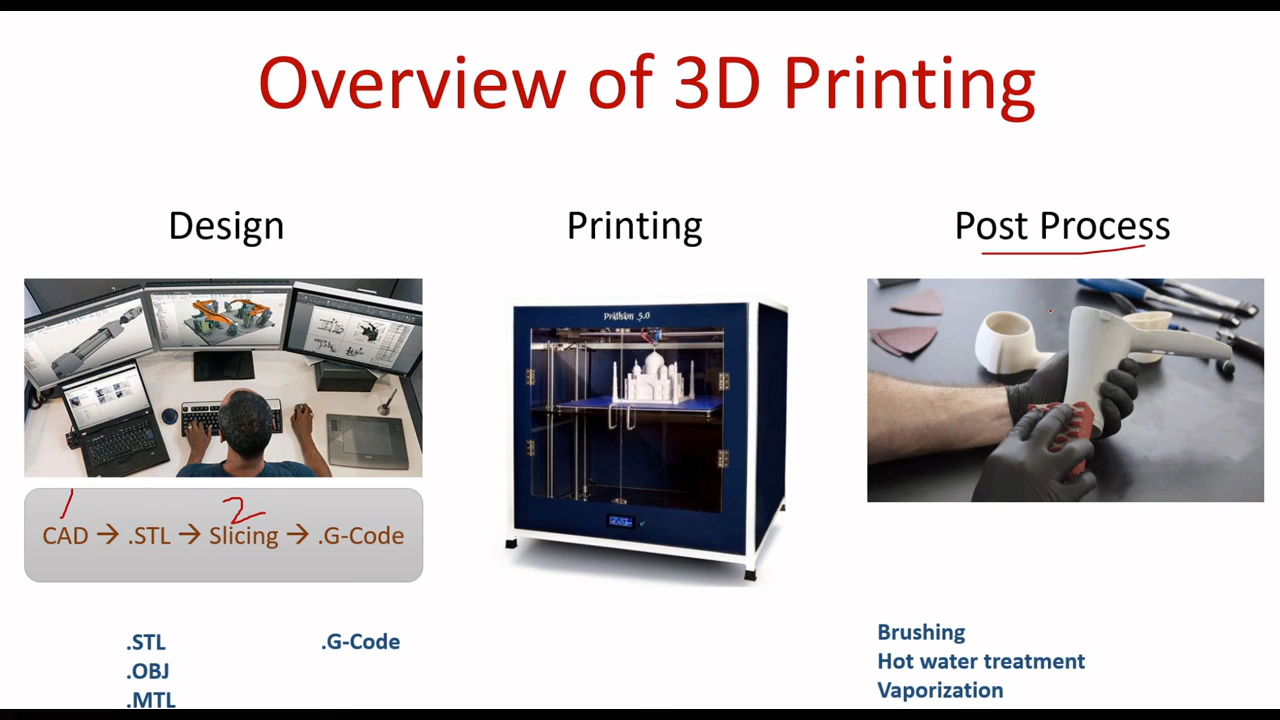 Overview of 3D Printing
Design
Printing
Post Process
Pratham 5.0
1
2
CAD → .STL → Slicing → .G-Code
.STL
.OBJ
.MTL
.G-Code
Brushing
Hot water treatment
Vaporization